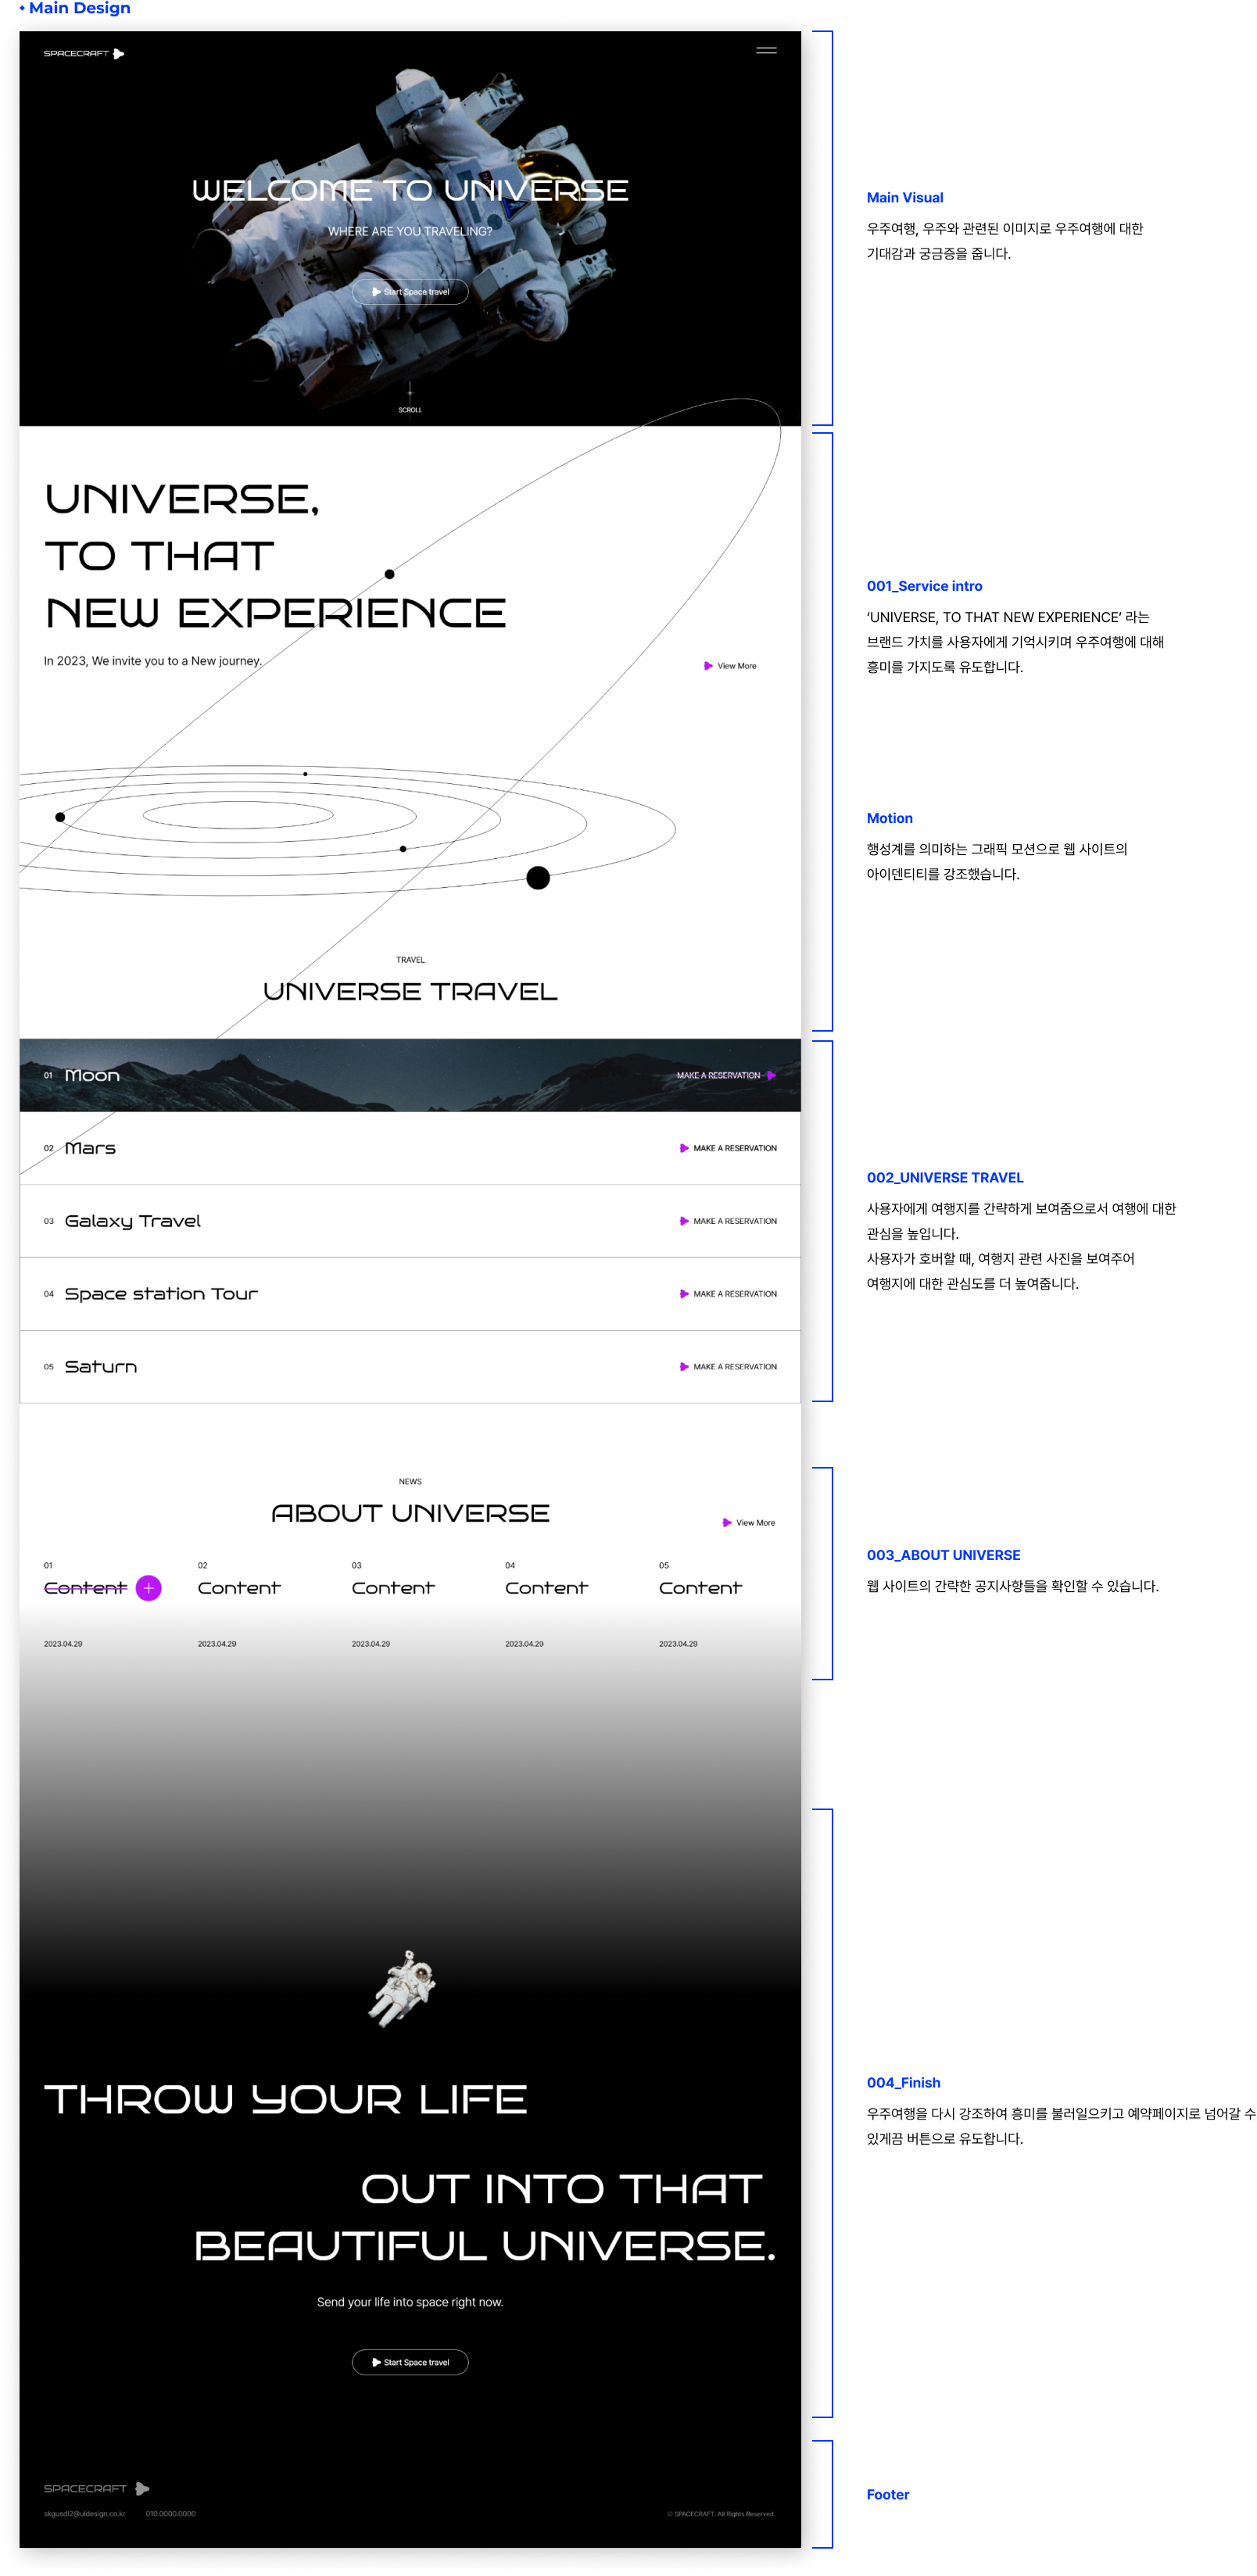 Main Design
SPACECRAFT
WELCOME TO UNIVERSE
WHERE ARE YOU TRAVELING?
Start Space travel
SCROLL
Main Visual
우주여행, 우주와 관련된 이미지로 우주여행에 대한
기대감과 궁금증을 줍니다.
UNIVERSE,
TO THAT
NEW EXPERIENCE
In 2023, We invite you to a New journey.
View More
001_Service intro
‘UNIVERSE, TO THAT NEW EXPERIENCE’ 라는
브랜드 가치를 사용자에게 기억시키며 우주여행에 대해
흥미를 가지도록 유도합니다.
Motion
행성계를 의미하는 그래픽 모션으로 웹 사이트의
아이덴티티를 강조했습니다.
TRAVEL
UNIVERSE TRAVEL
01 Moon MAKE A RESERVATION
02 Mars MAKE A RESERVATION
03 Galaxy Travel MAKE A RESERVATION
04 Space station Tour MAKE A RESERVATION
05 Saturn MAKE A RESERVATION
002_UNIVERSE TRAVEL
사용자에게 여행지를 간략하게 보여줌으로서 여행에 대한
관심을 높입니다.
사용자가 호버할 때, 여행지 관련 사진을 보여주어
여행지에 대한 관심도를 더 높여줍니다.
NEWS
ABOUT UNIVERSE
View More
01 02 03 04 05
Content Content Content Content Content
2023.04.29 2023.04.29 2023.04.29 2023.04.29 2023.04.29
003_ABOUT UNIVERSE
웹 사이트의 간략한 공지사항들을 확인할 수 있습니다.
THROW YOUR LIFE
OUT INTO THAT
BEAUTIFUL UNIVERSE.
Send your life into space right now.
Start Space travel
004_Finish
우주여행을 다시 강조하여 흥미를 불러일으키고 예약페이지로 넘어갈 수
있게끔 버튼으로 유도합니다.
SPACECRAFT
010.0000.0000
© SPACECRAFT. All Rights Reserved.
Footer